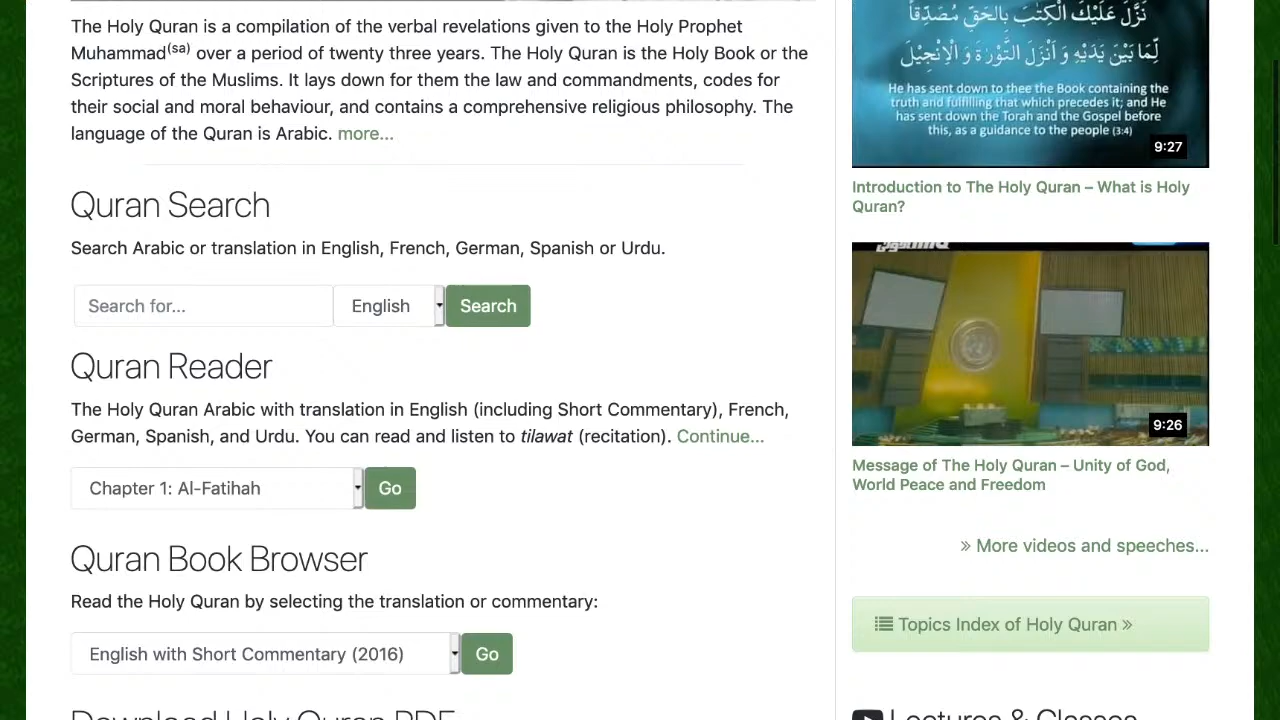 The Holy Quran is a compilation of the verbal revelations given to the Holy Prophet
Muhammad(sa) over a period of twenty three years. The Holy Quran is the Holy Book or the
Scriptures of the Muslims. It lays down for them the law and commandments, codes for
their social and moral behaviour, and contains a comprehensive religious philosophy. The
language of the Quran is Arabic. more...
Quran Search
Search Arabic or translation in English, French, German, Spanish or Urdu.
Search for...
English
Search
Quran Reader
The Holy Quran Arabic with translation in English (including Short Commentary), French,
German, Spanish, and Urdu. You can read and listen to tilawat (recitation). Continue...
Chapter 1: Al-Fatihah
Go
Quran Book Browser
Read the Holy Quran by selecting the translation or commentary:
English with Short Commentary (2016)
Go
Download Holy Quran PDF
نَزَّلَ عَلَيْكَ الْكِتٰبَ بِالْحَقِّ مُصَدِّقاً
لِّمَا بَيْنَ يَدَيْهِ وَ اَنْزَلَ التَّوْرٰةَ وَ الْاِنْجِيْلَ
He has sent down to thee the Book containing the
truth and fulfilling that which precedes it; and He
has sent down the Torah and the Gospel before
this, as a guidance to the people (3:4)
9:27
Introduction to The Holy Quran – What is Holy
Quran?
9:26
Message of The Holy Quran – Unity of God,
World Peace and Freedom
» More videos and speeches...
Topics Index of Holy Quran »
Lectures & Classes